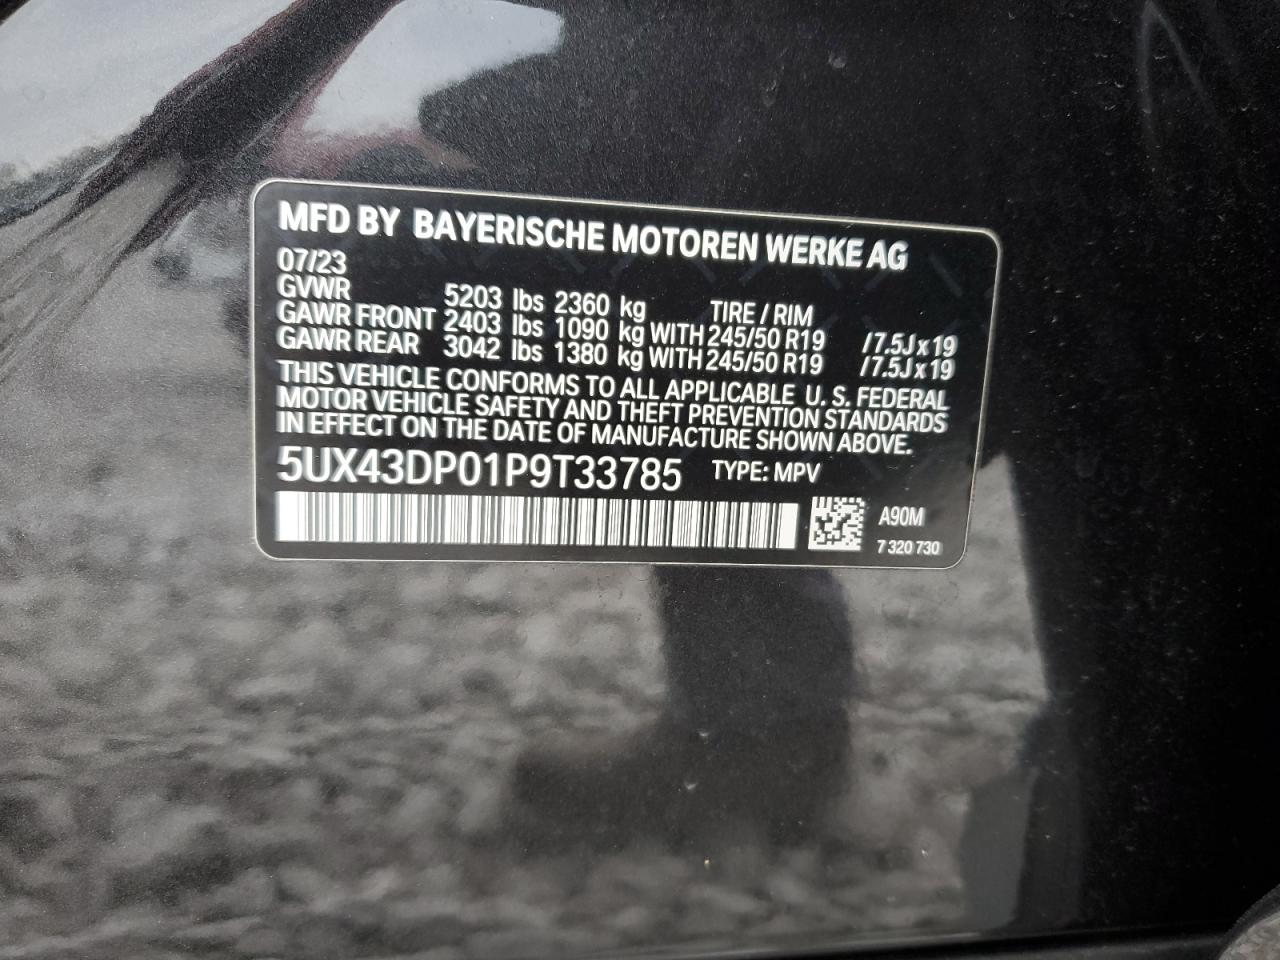 MFD BY BAYERISCHE MOTOREN WERKE AG
07/23
GVWR 5203 lbs 2360 kg TIRE / RIM
GAWR FRONT 2403 lbs 1090 kg WITH 245/50 R19 / 7.5J x 19
GAWR REAR 3042 lbs 1380 kg WITH 245/50 R19 / 7.5J x 19
THIS VEHICLE CONFORMS TO ALL APPLICABLE U. S. FEDERAL
MOTOR VEHICLE SAFETY AND THEFT PREVENTION STANDARDS
IN EFFECT ON THE DATE OF MANUFACTURE SHOWN ABOVE.
5UX43DP01P9T33785 TYPE: MPV
A90M
7 320 730